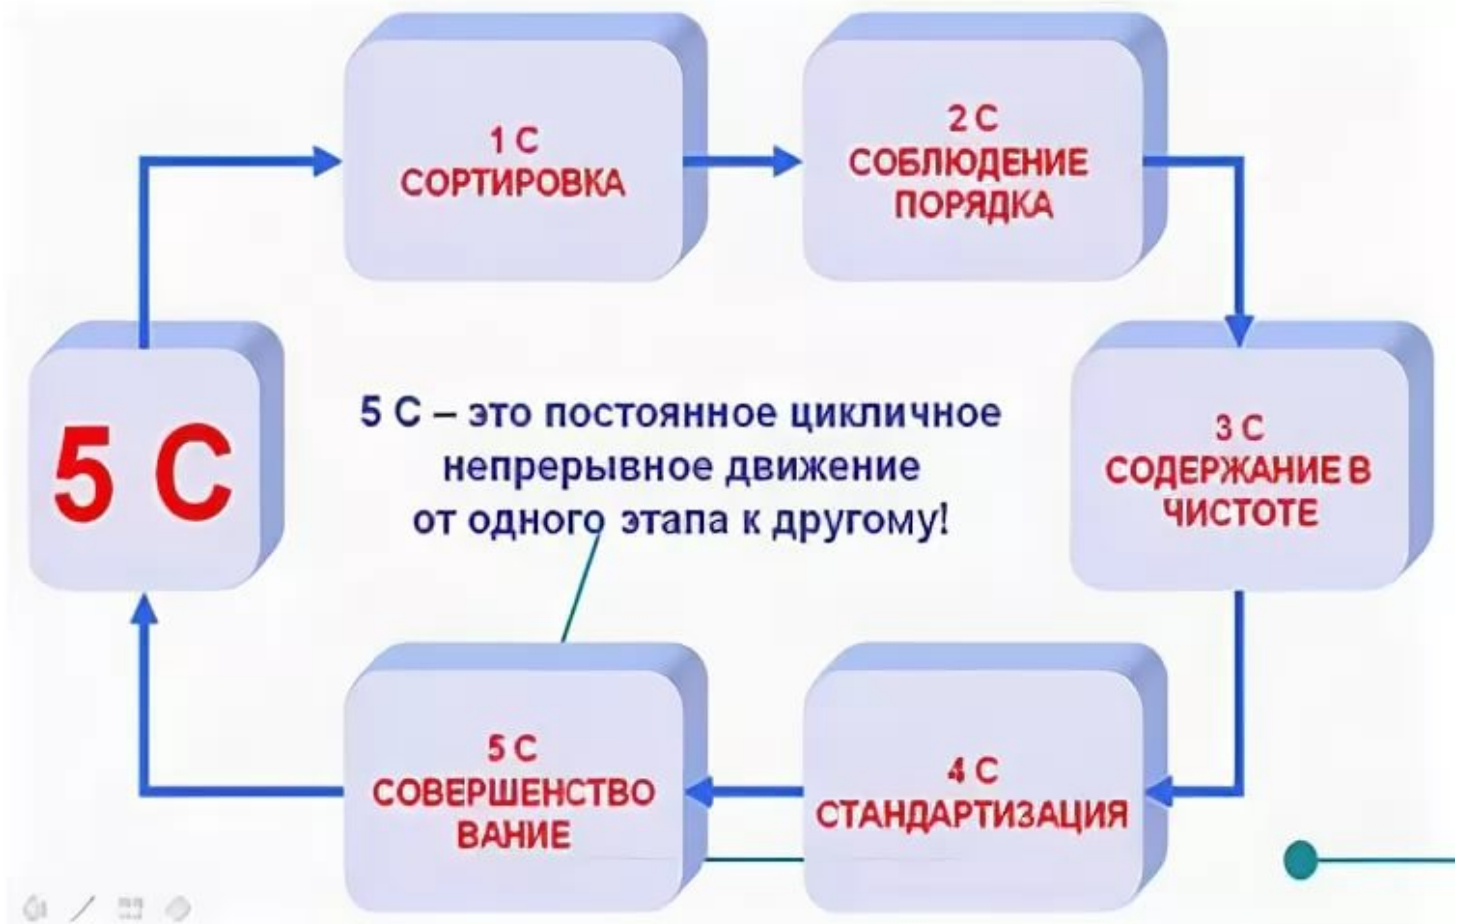 1 С
СОРТИРОВКА
2 С
СОБЛЮДЕНИЕ
ПОРЯДКА
5 С
5 С – это постоянное цикличное
непрерывное движение
от одного этапа к другому!
3 С
СОДЕРЖАНИЕ В
ЧИСТОТЕ
5 С
СОВЕРШЕНСТВО
ВАНИЕ
4 С
СТАНДАРТИЗАЦИЯ